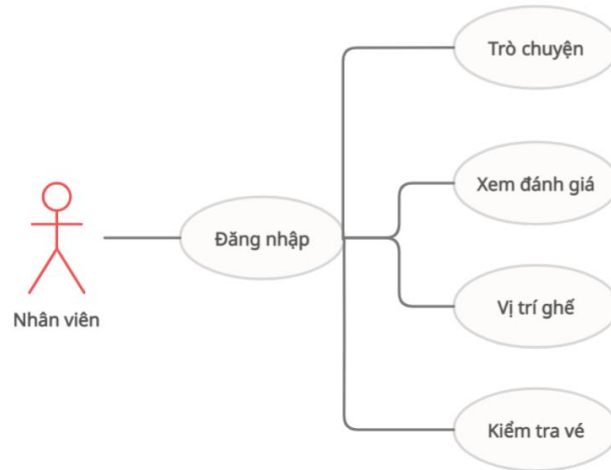 Trò chuyện
Xem đánh giá
Đăng nhập
Vị trí ghế
Nhân viên
Kiểm tra vé